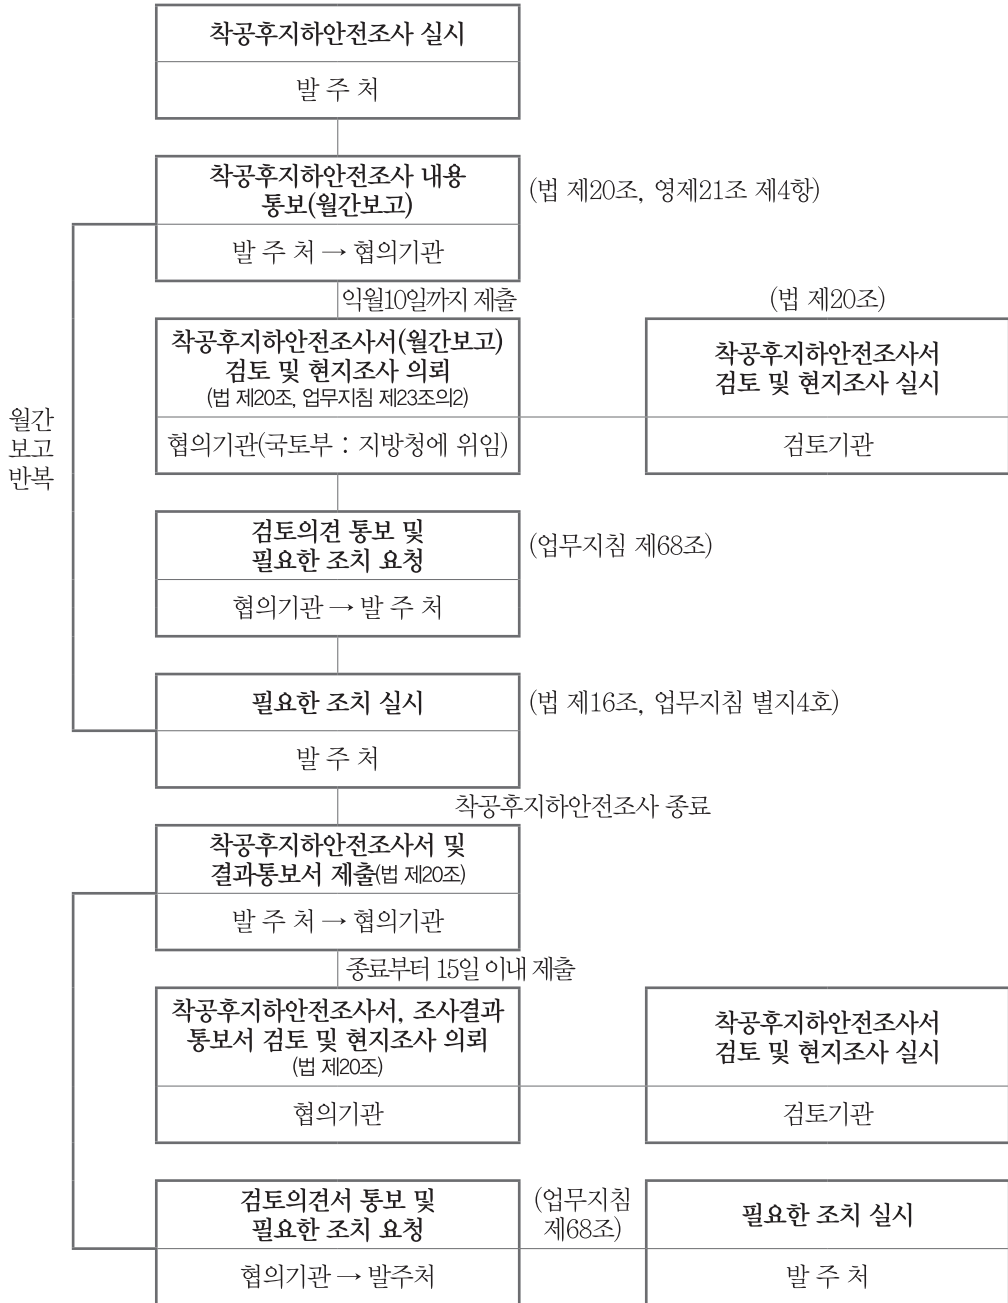 착공후지하안전조사 실시
발 주 처
착공후지하안전조사 내용
통보(월간보고)
(법 제20조, 영제21조 제4항)
발 주 처 → 협의기관
익월10일까지 제출
(법 제20조)
착공후지하안전조사서(월간보고)
검토 및 현지조사 의뢰
(법 제20조, 업무지침 제23조의2)
착공후지하안전조사서
검토 및 현지조사 실시
협의기관(국토부 : 지방청에 위임)
검토기관
월간
보고
반복
검토의견 통보 및
필요한 조치 요청
(업무지침 제68조)
협의기관 → 발 주 처
필요한 조치 실시
(법 제16조, 업무지침 별지4호)
발 주 처
착공후지하안전조사 종료
착공후지하안전조사서 및
결과통보서 제출(법 제20조)
발 주 처 → 협의기관
종료부터 15일 이내 제출
착공후지하안전조사서, 조사결과
통보서 검토 및 현지조사 의뢰
(법 제20조)
착공후지하안전조사서
검토 및 현지조사 실시
협의기관
검토기관
검토의견서 통보 및
필요한 조치 요청
(업무지침
제68조)
필요한 조치 실시
협의기관 → 발주처
발 주 처